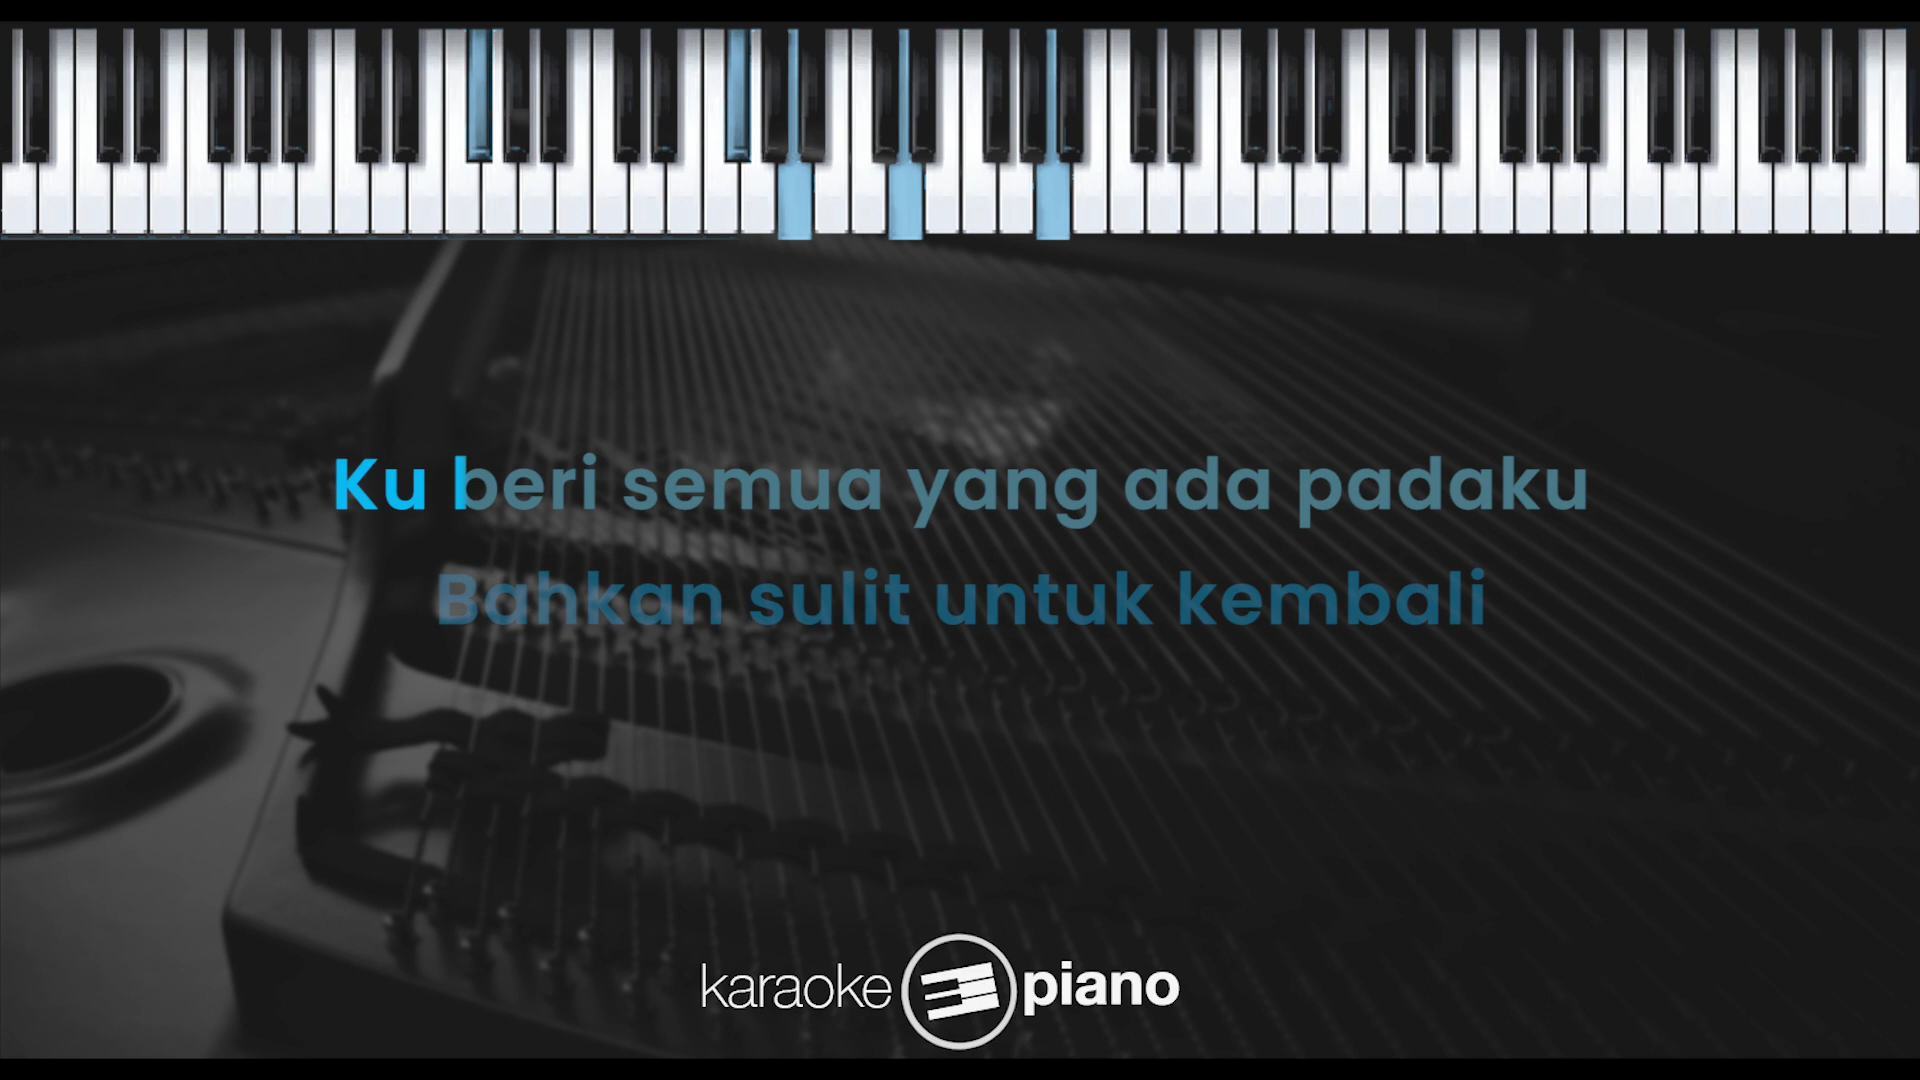 Ku beri semua yang ada padaku
Bahkan sulit untuk kembali
karaoke piano